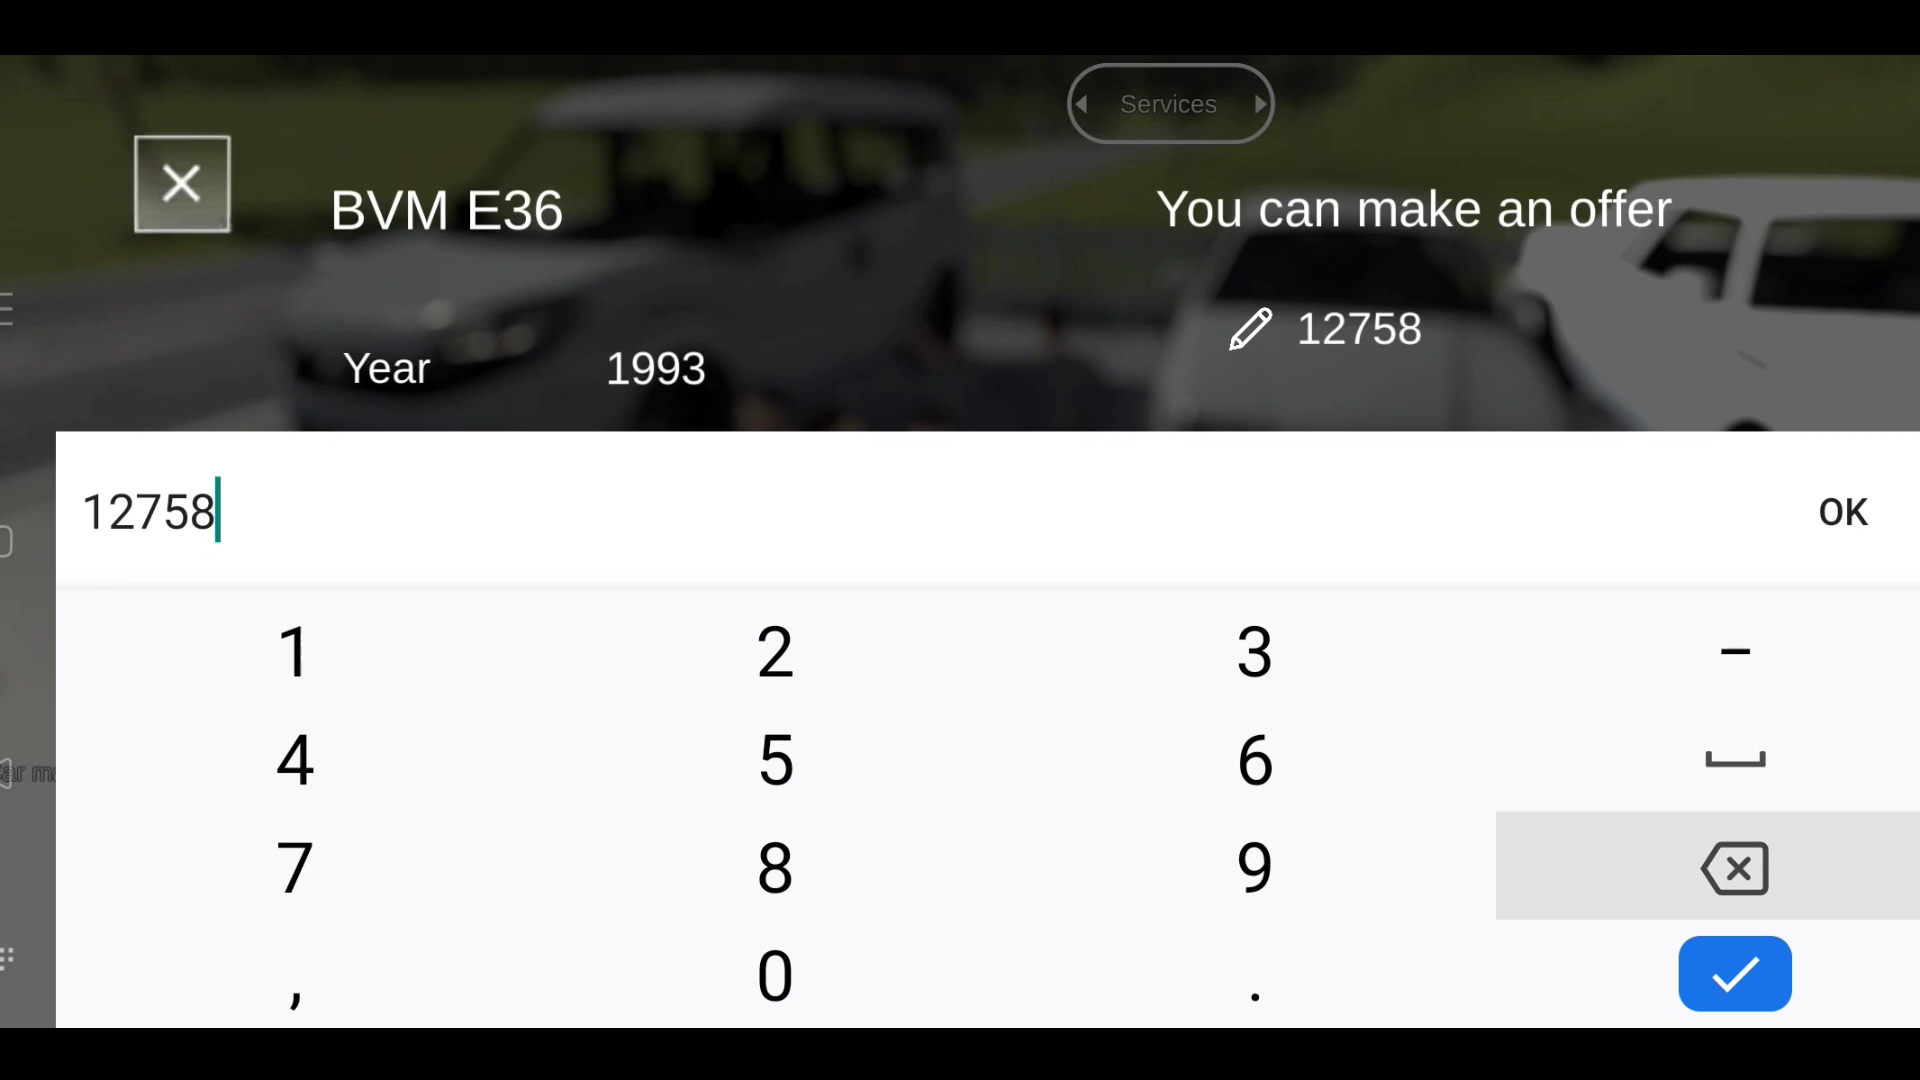 Services
BVM E36
You can make an offer
12758
Year 1993
12758
OK
1 2 3 –
4 5 6
7 8 9
, 0 .